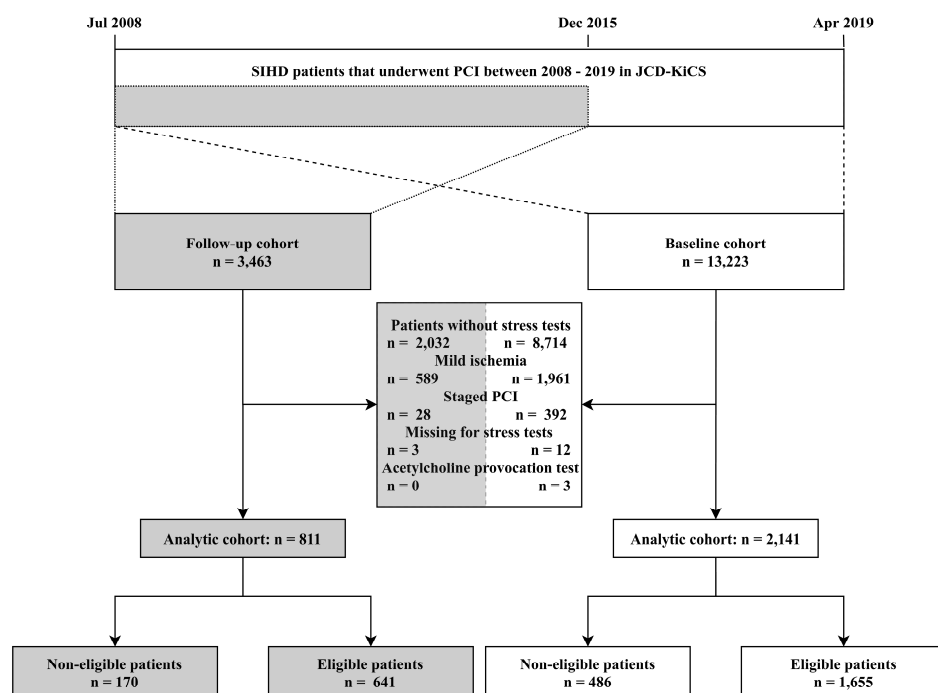 Jul 2008 Dec 2015 Apr 2019
SIHD patients that underwent PCI between 2008 - 2019 in JCD-KiCS
Follow-up cohort
n = 3,463
Baseline cohort
n = 13,223
Patients without stress tests
n = 2,032 n = 8,714
Mild ischemia
n = 589 n = 1,961
Staged PCI
n = 28 n = 392
Missing for stress tests
n = 3 n = 12
Acetylcholine provocation test
n = 0 n = 3
Analytic cohort: n = 811
Analytic cohort: n = 2,141
Non-eligible patients
n = 170
Eligible patients
n = 641
Non-eligible patients
n = 486
Eligible patients
n = 1,655